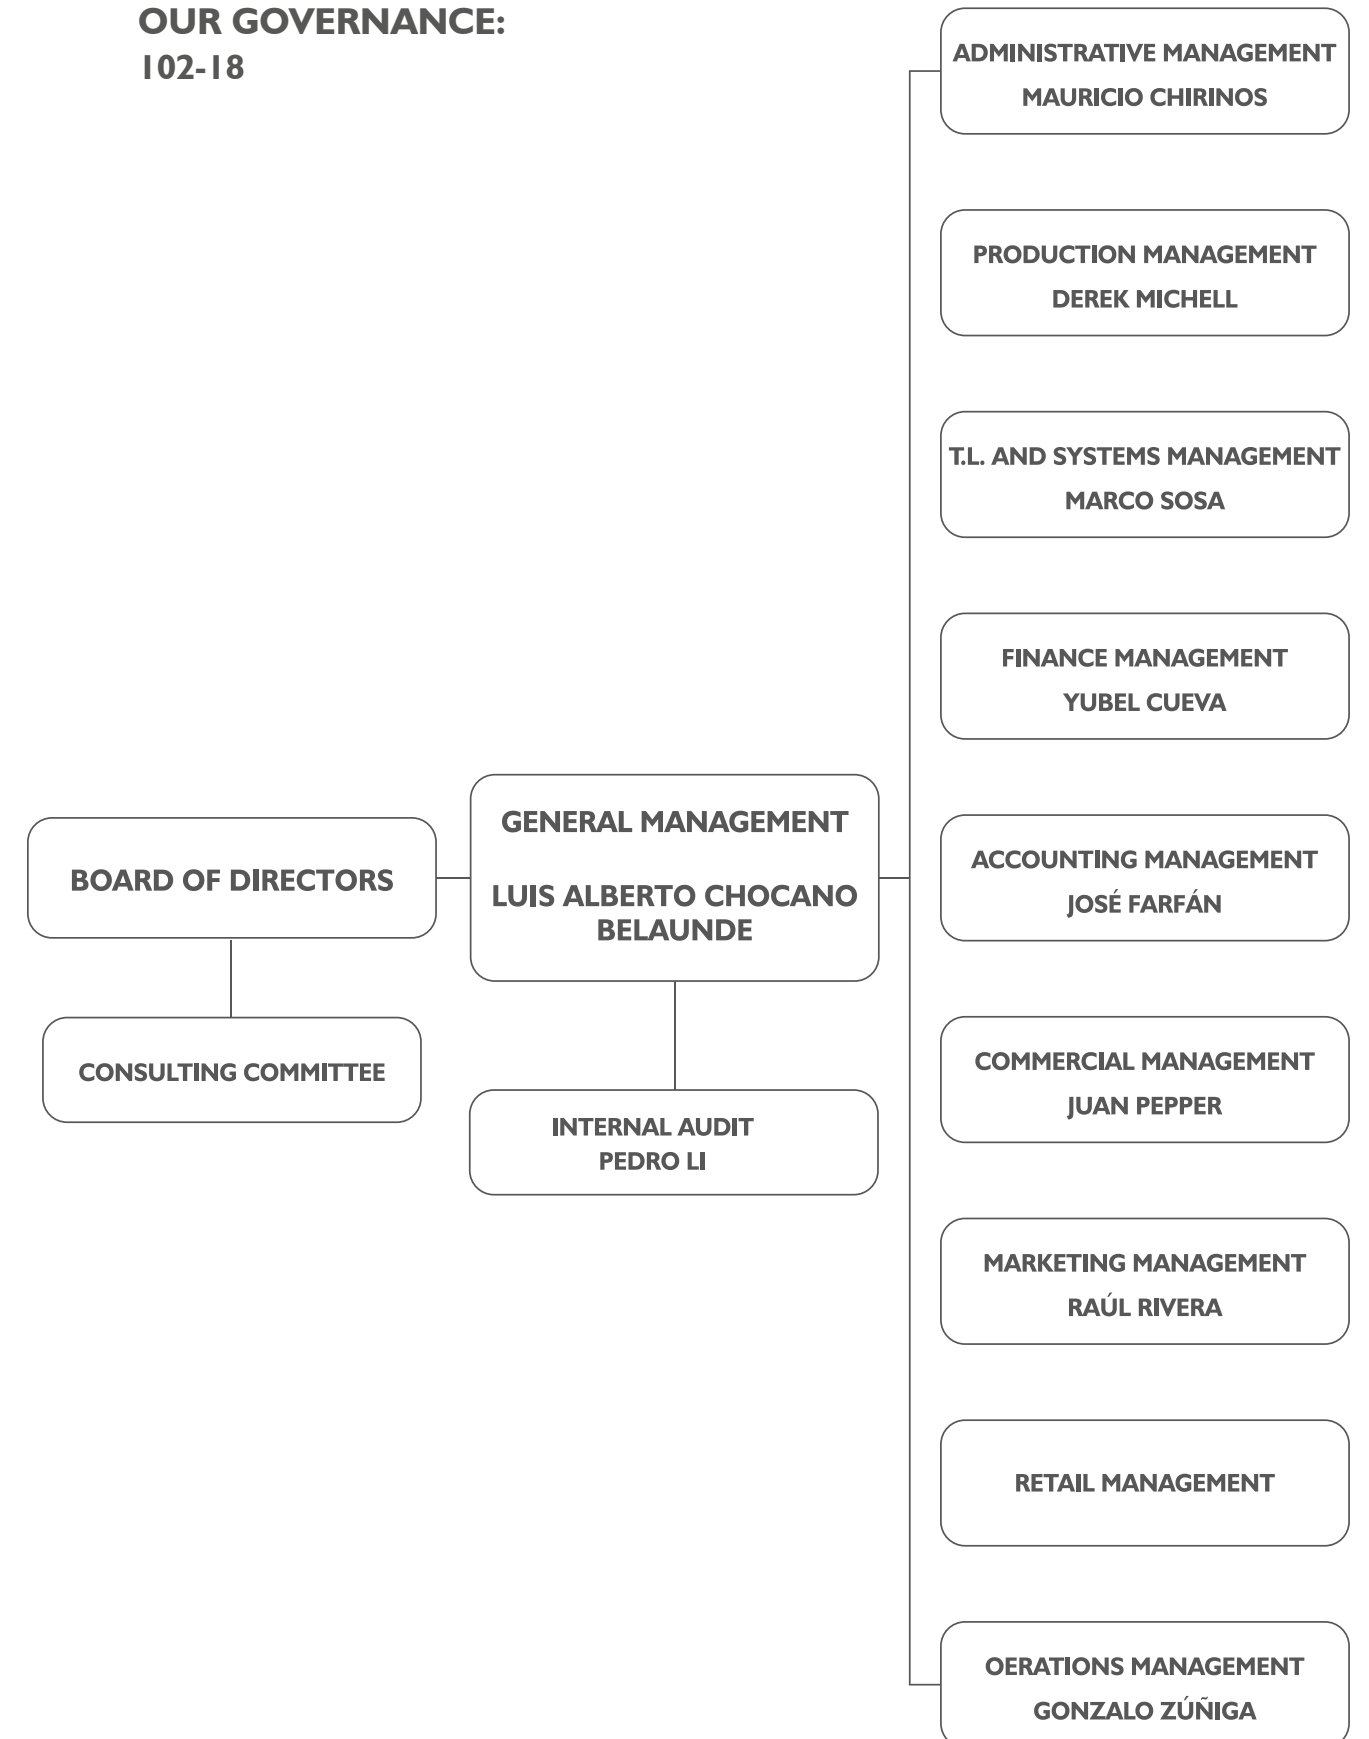 OUR GOVERNANCE:
102-18
BOARD OF DIRECTORS
CONSULTING COMMITTEE
GENERAL MANAGEMENT
LUIS ALBERTO CHOCANO
BELAUNDE
INTERNAL AUDIT
PEDRO LI
ADMINISTRATIVE MANAGEMENT
MAURICIO CHIRINOS
PRODUCTION MANAGEMENT
DEREK MICHELL
T.L. AND SYSTEMS MANAGEMENT
MARCO SOSA
FINANCE MANAGEMENT
YUBEL CUEVA
ACCOUNTING MANAGEMENT
JOSÉ FARFÁN
COMMERCIAL MANAGEMENT
JUAN PEPPER
MARKETING MANAGEMENT
RAÚL RIVERA
RETAIL MANAGEMENT
OERATIONS MANAGEMENT
GONZALO ZÚÑIGA